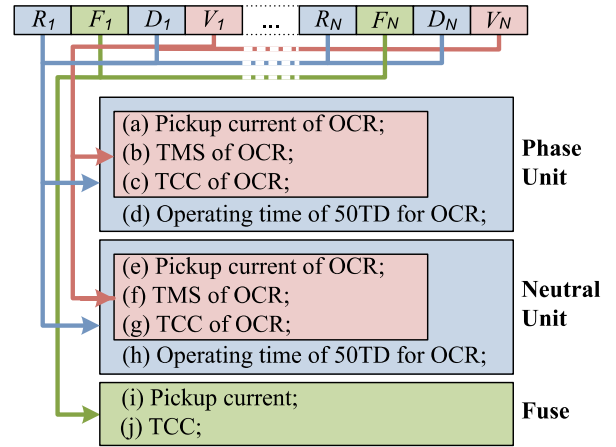 R1 F1 D1 V1 ... RN FN DN VN
(a) Pickup current of OCR;
(b) TMS of OCR;
(c) TCC of OCR;
(d) Operating time of 50TD for OCR;
Phase
Unit
(e) Pickup current of OCR;
(f) TMS of OCR;
(g) TCC of OCR;
(h) Operating time of 50TD for OCR;
Neutral
Unit
(i) Pickup current;
(j) TCC;
Fuse